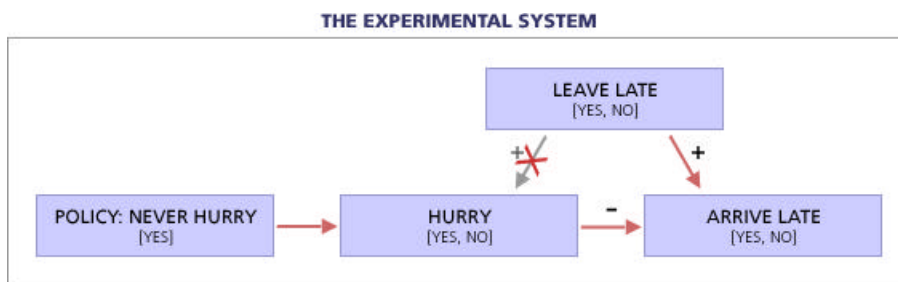 THE EXPERIMENTAL SYSTEM
LEAVE LATE
[YES, NO]
+
+
POLICY: NEVER HURRY
[YES]
HURRY
[YES, NO]
-
ARRIVE LATE
[YES, NO]